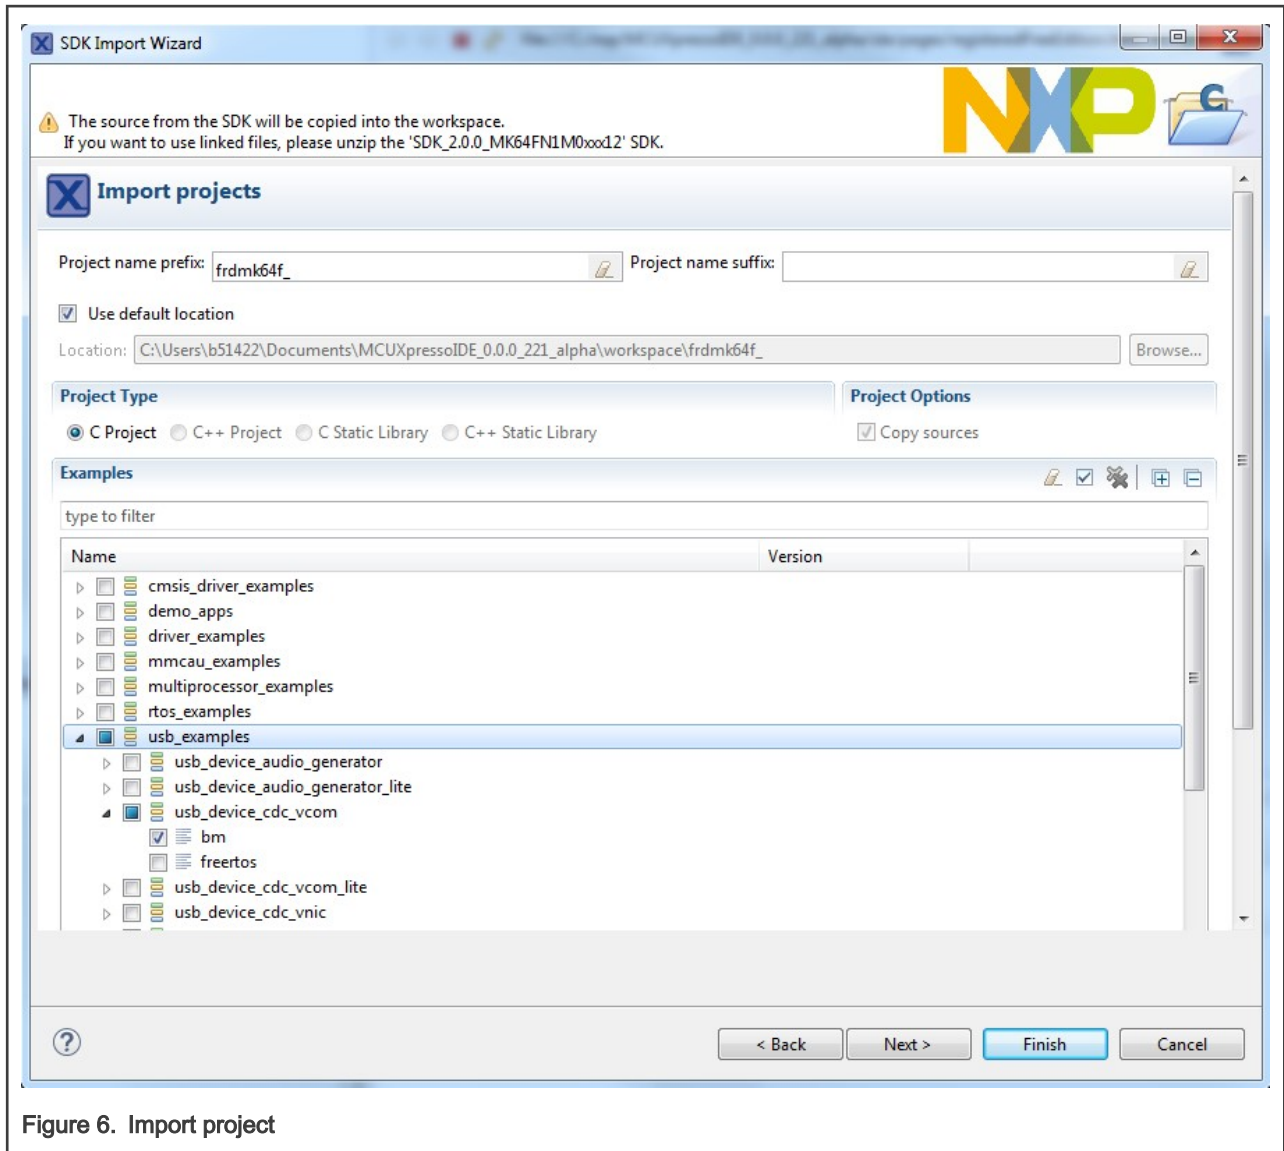 SDK Import Wizard
The source from the SDK will be copied into the workspace.
If you want to use linked files, please unzip the 'SDK_2.0.0_MK64FN1M0xxx12' SDK.
NXP
C
Import projects
Project name prefix: frdmk64f_ Project name suffix:
Use default location
Location: C:\Users\b51422\Documents\MCUXpressoIDE_0.0.0_221_alpha\workspace\frdmk64f_ Browse...
Project Type Project Options
C Project C++ Project C Static Library C++ Static Library Copy sources
Examples
type to filter
Name Version
cmsis_driver_examples
demo_apps
driver_examples
mmcau_examples
multiprocessor_examples
rtos_examples
usb_examples
usb_device_audio_generator
usb_device_audio_generator_lite
usb_device_cdc_vcom
bm
freertos
usb_device_cdc_vcom_lite
usb_device_cdc_vnic
< Back Next > Finish Cancel
Figure 6. Import project